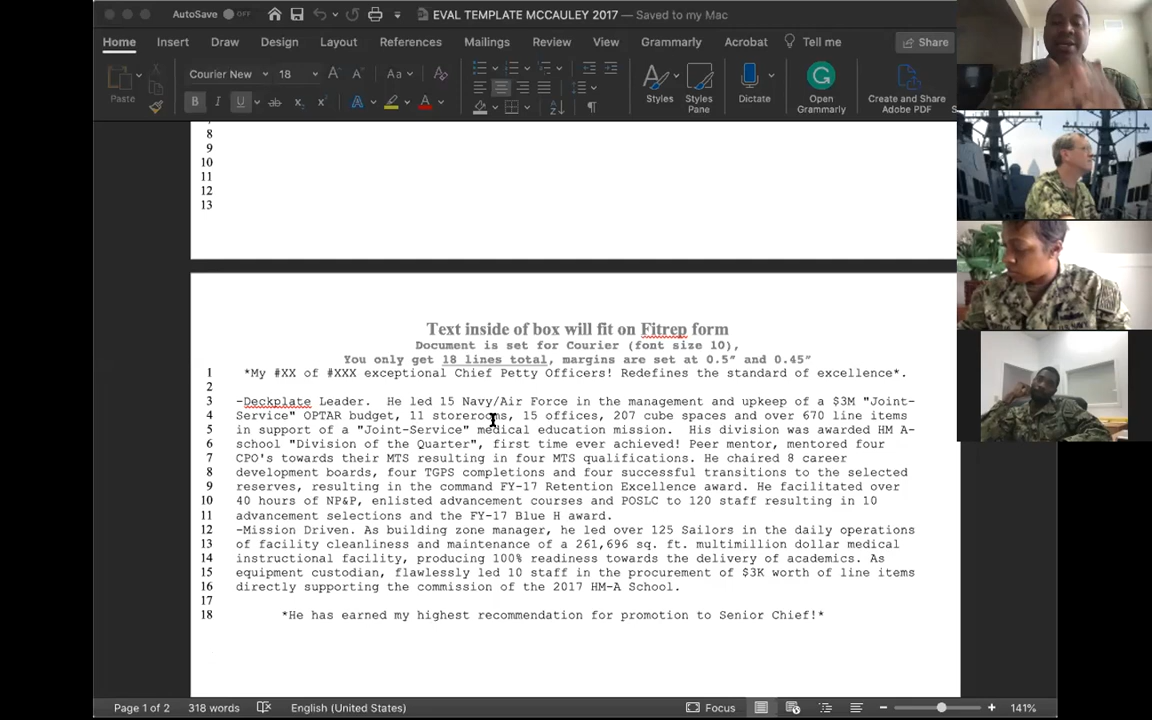 AutoSave OFF
EVAL TEMPLATE MCCAULEY 2017 — Saved to my Mac
Home Insert Draw Design Layout References Mailings Review View Grammarly Acrobat Tell me Share
Paste
Courier New 18
Styles
Styles Pane
Dictate
Open Grammarly
Create and Share Adobe PDF
8
9
10
11
12
13
Text inside of box will fit on Fitrep form
Document is set for Courier (font size 10),
You only get 18 lines total, margins are set at 0.5" and 0.45"
1 *My #XX of #XXX exceptional Chief Petty Officers! Redefines the standard of excellence*.
2
3 -Deckplate Leader. He led 15 Navy/Air Force in the management and upkeep of a $3M "Joint-
4 Service" OPTAR budget, 11 storerooms, 15 offices, 207 cube spaces and over 670 line items
5 in support of a "Joint-Service" medical education mission. His division was awarded HM A-
6 school "Division of the Quarter", first time ever achieved! Peer mentor, mentored four
7 CPO's towards their MTS resulting in four MTS qualifications. He chaired 8 career
8 development boards, four TGPS completions and four successful transitions to the selected
9 reserves, resulting in the command FY-17 Retention Excellence award. He facilitated over
10 40 hours of NP&P, enlisted advancement courses and POSLC to 120 staff resulting in 10
11 advancement selections and the FY-17 Blue H award.
12 -Mission Driven. As building zone manager, he led over 125 Sailors in the daily operations
13 of facility cleanliness and maintenance of a 261,696 sq. ft. multimillion dollar medical
14 instructional facility, producing 100% readiness towards the delivery of academics. As
15 equipment custodian, flawlessly led 10 staff in the procurement of $3K worth of line items
16 directly supporting the commission of the 2017 HM-A School.
17
18 *He has earned my highest recommendation for promotion to Senior Chief!*
Page 1 of 2 318 words English (United States) Focus 141%